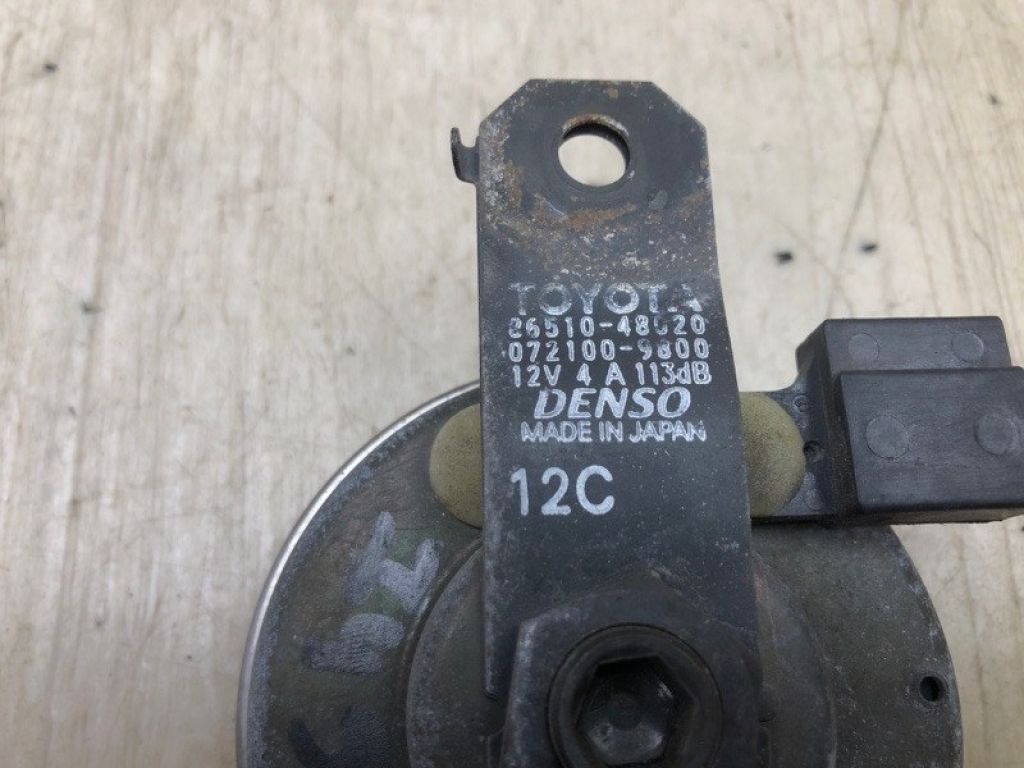 TOYOTA
86510-48020
072100-9800
12V 4 A 113dB
DENSO
MADE IN JAPAN
12C